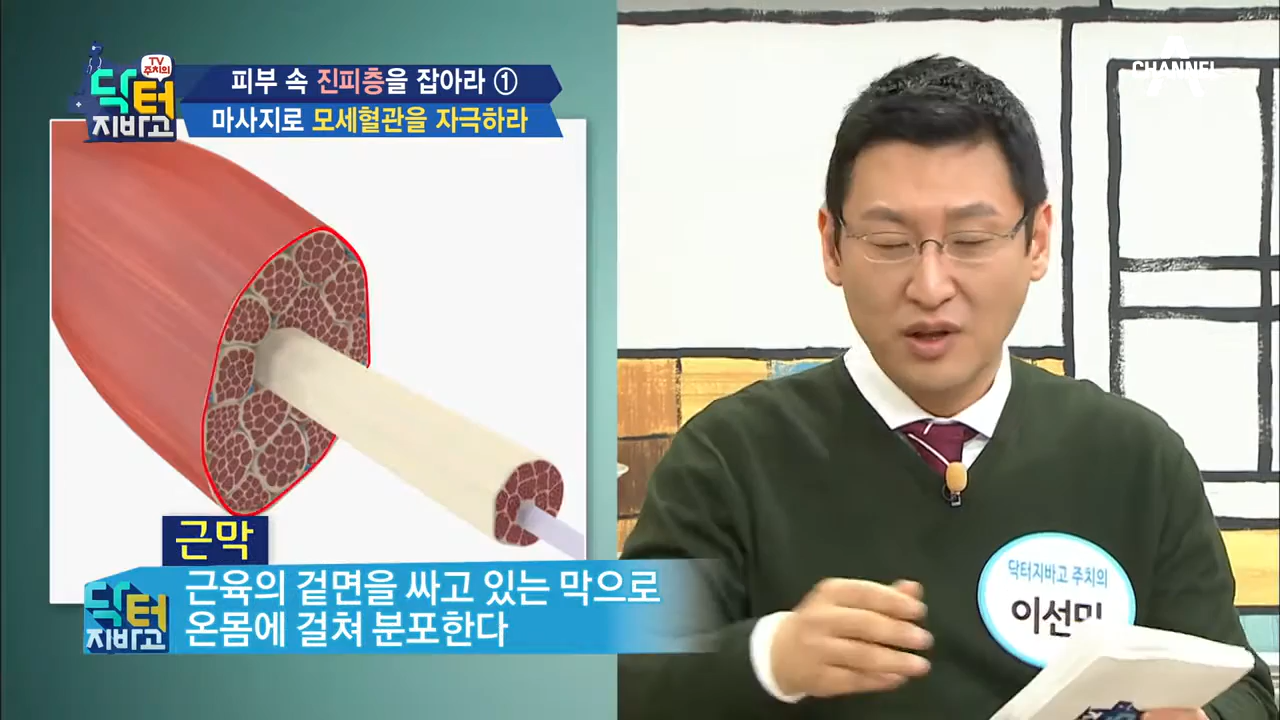 TV
주치의
닥터
지바고
피부 속 진피층을 잡아라 ①
마사지로 모세혈관을 자극하라
CHANNEL A
근막
닥터
지바고
근육의 겉면을 싸고 있는 막으로
온몸에 걸쳐 분포한다
닥터지바고 주치의
이선민